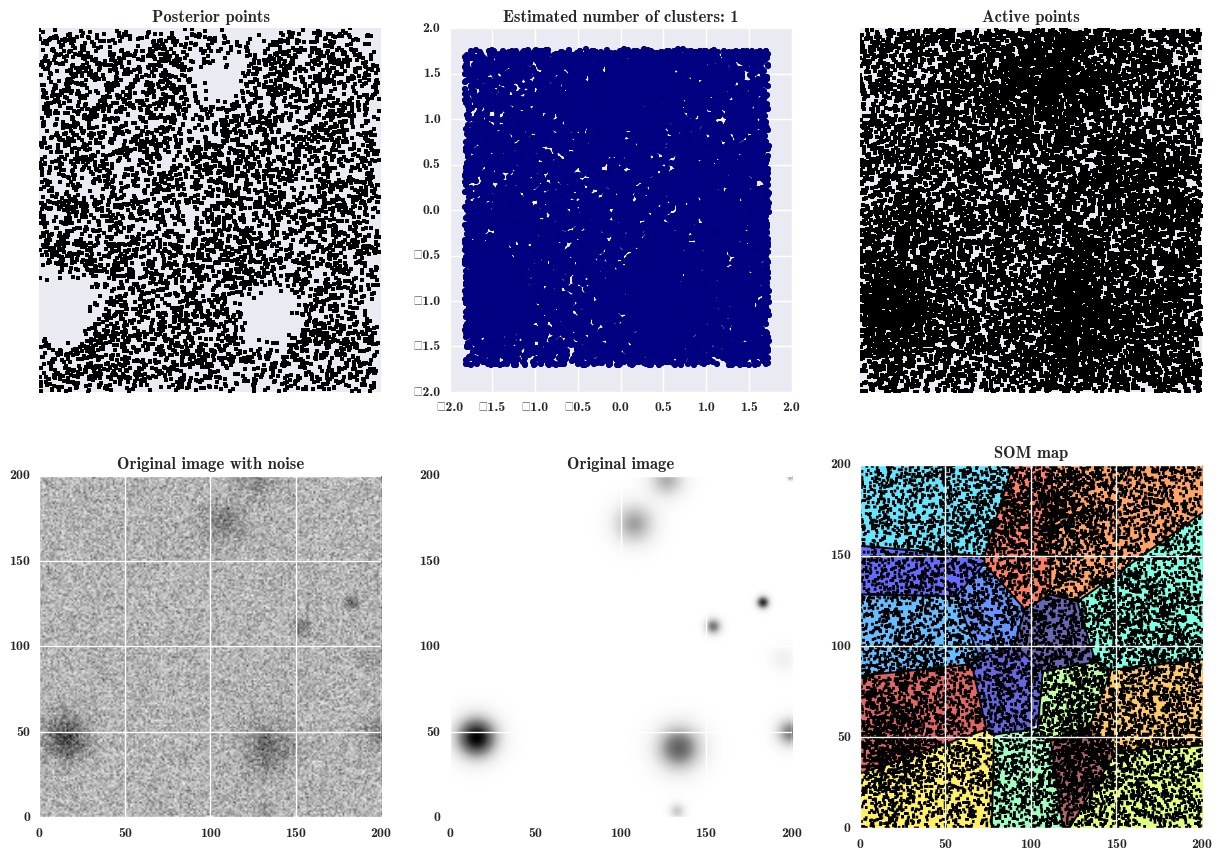 Posterior points
Estimated number of clusters: 1
Active points
2.0
1.5
1.0
0.5
0.0
□0.5
□1.0
□1.5
□2.0
□2.0 □1.5 □1.0 □0.5 0.0 0.5 1.0 1.5 2.0
Original image with noise
Original image
SOM map
200
150
100
50
0
0 50 100 150 200
200
150
100
50
0
0 50 100 150 200
200
150
100
50
0
0 50 100 150 200